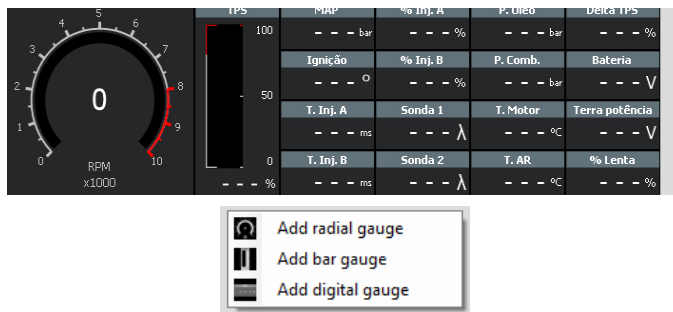 TPS MAP % Inj. A P. Óleo Delta TPS
5
4 6
3 7
2 8
1 9
0 10
0
RPM
x1000
100
50
0
- - - %
- - - bar - - - % - - - bar - - - %
Ignição % Inj. B P. Comb. Bateria
- - - º - - - % - - - bar - - - V
T. Inj. A Sonda 1 T. Motor Terra potência
- - - ms - - - λ - - - ºC - - - V
T. Inj. B Sonda 2 T. AR % Lenta
- - - ms - - - λ - - - ºC - - - %
Add radial gauge
Add bar gauge
Add digital gauge